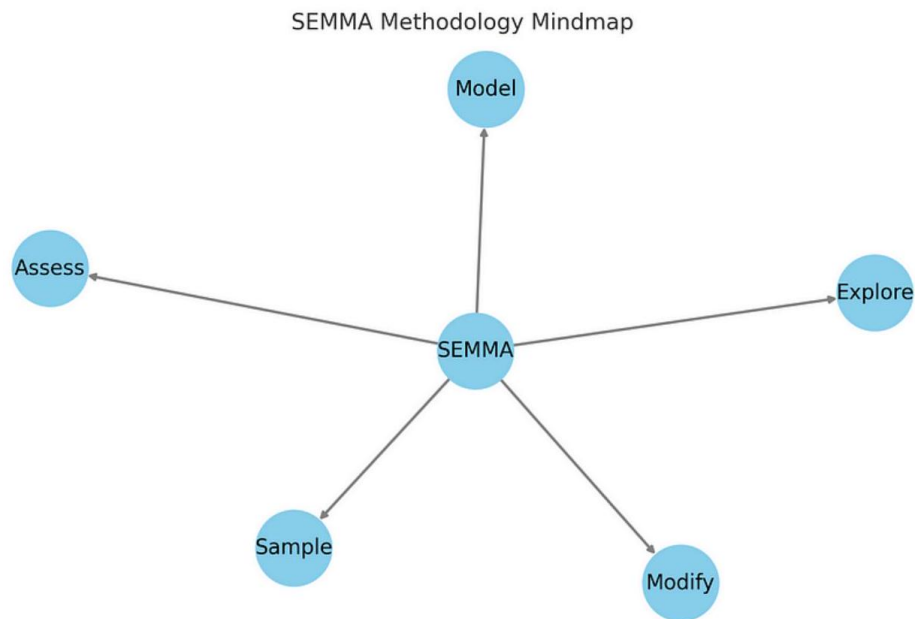 SEMMA Methodology Mindmap
Model
Assess
Explore
SEMMA
Sample
Modify